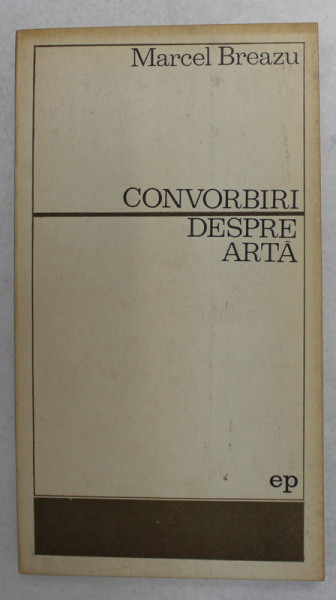 Marcel Breazu
CONVORBIRI
DESPRE
ARTĂ
ep